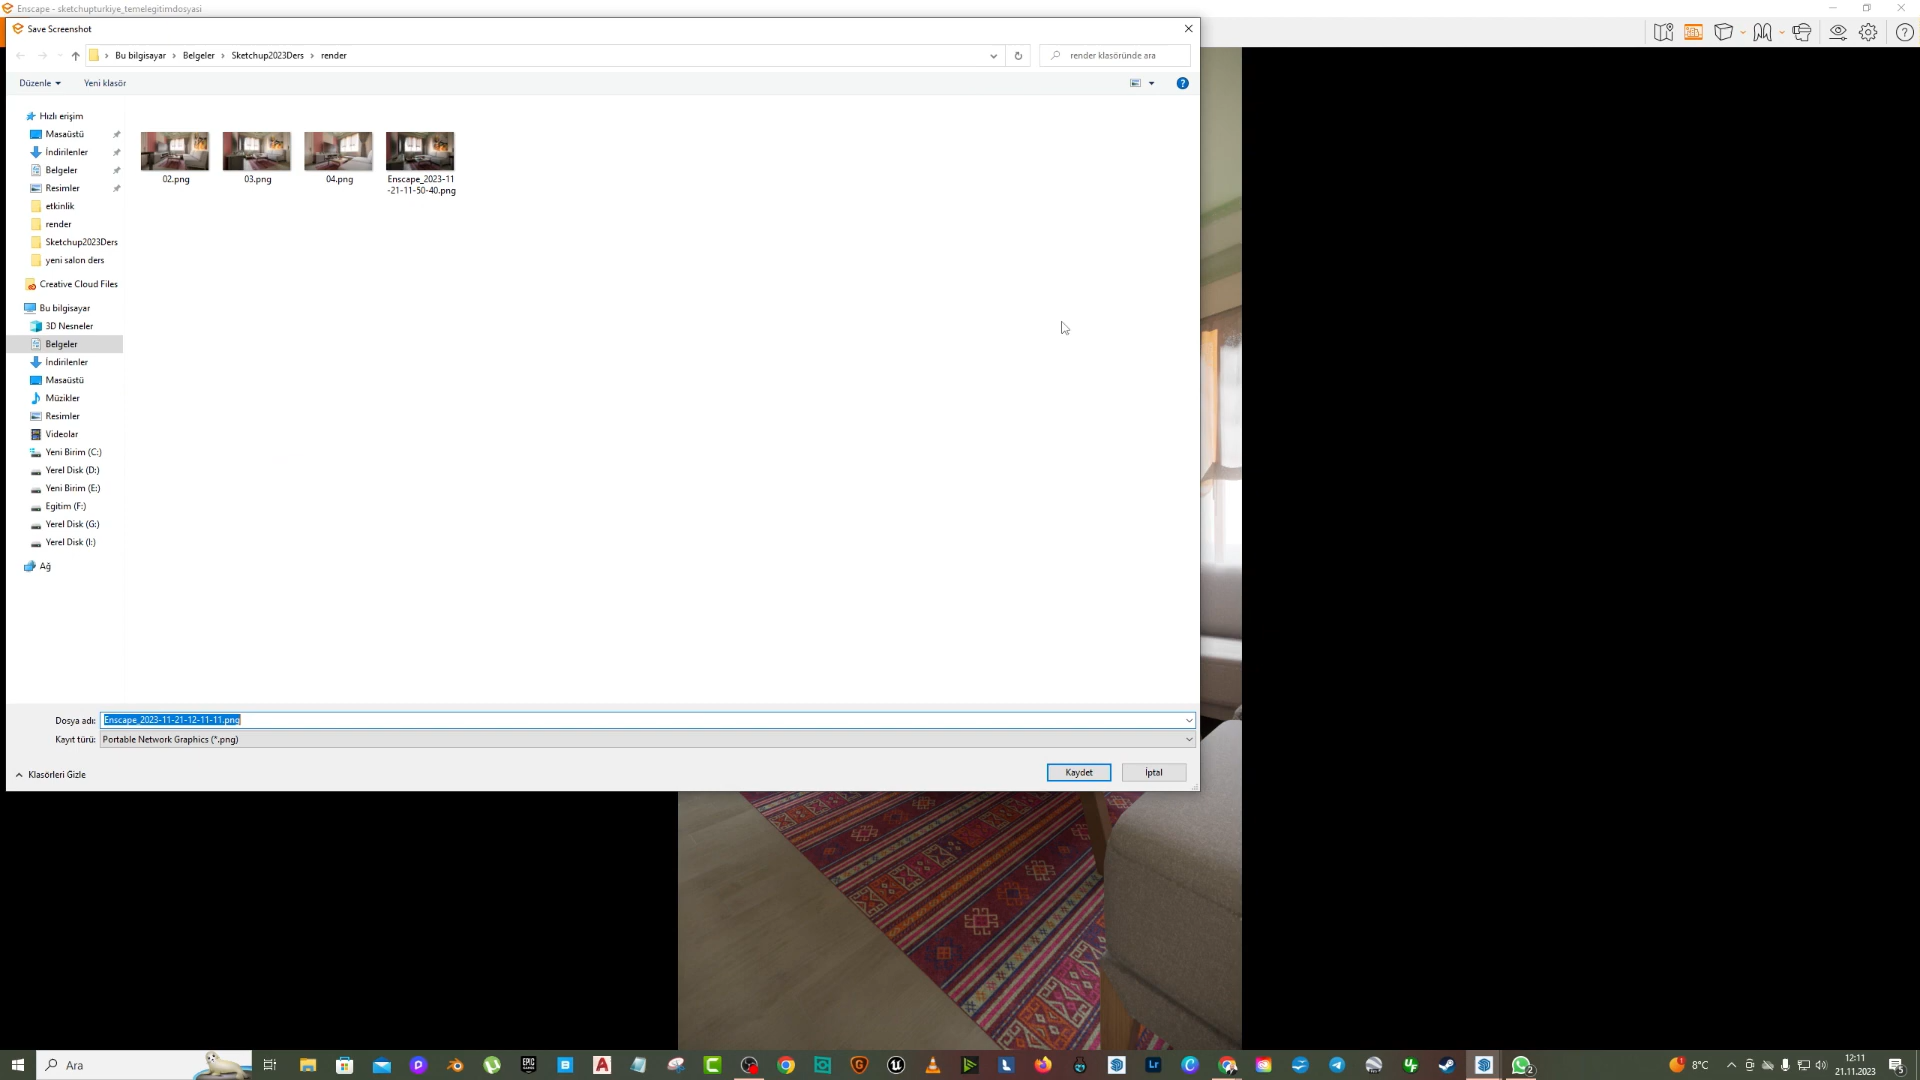 Enscape - sketchupturkiye_temelegitimdosyasi
Save Screenshot
Bu bilgisayar > Belgeler > Sketchup2023Ders > render
render klasöründe ara
Düzenle
Yeni klasör
Hızlı erişim
Masaüstü
İndirilenler
Belgeler
Resimler
etkinlik
render
Sketchup2023Ders
yeni salon ders
Creative Cloud Files
Bu bilgisayar
3D Nesneler
Belgeler
İndirilenler
Masaüstü
Müzikler
Resimler
Videolar
Yeni Birim (C:)
Yerel Disk (D:)
Yeni Birim (E:)
Egitim (F:)
Yerel Disk (G:)
Yerel Disk (I:)
Ağ
02.png
03.png
04.png
Enscape_2023-11
-21-11-50-40.png
Dosya adı: Enscape_2023-11-21-12-11-11.png
Kayıt türü: Portable Network Graphics (*.png)
Klasörleri Gizle
Kaydet
İptal
Ara
EPIC
Lr
8°C
12:11
21.11.2023
5
2